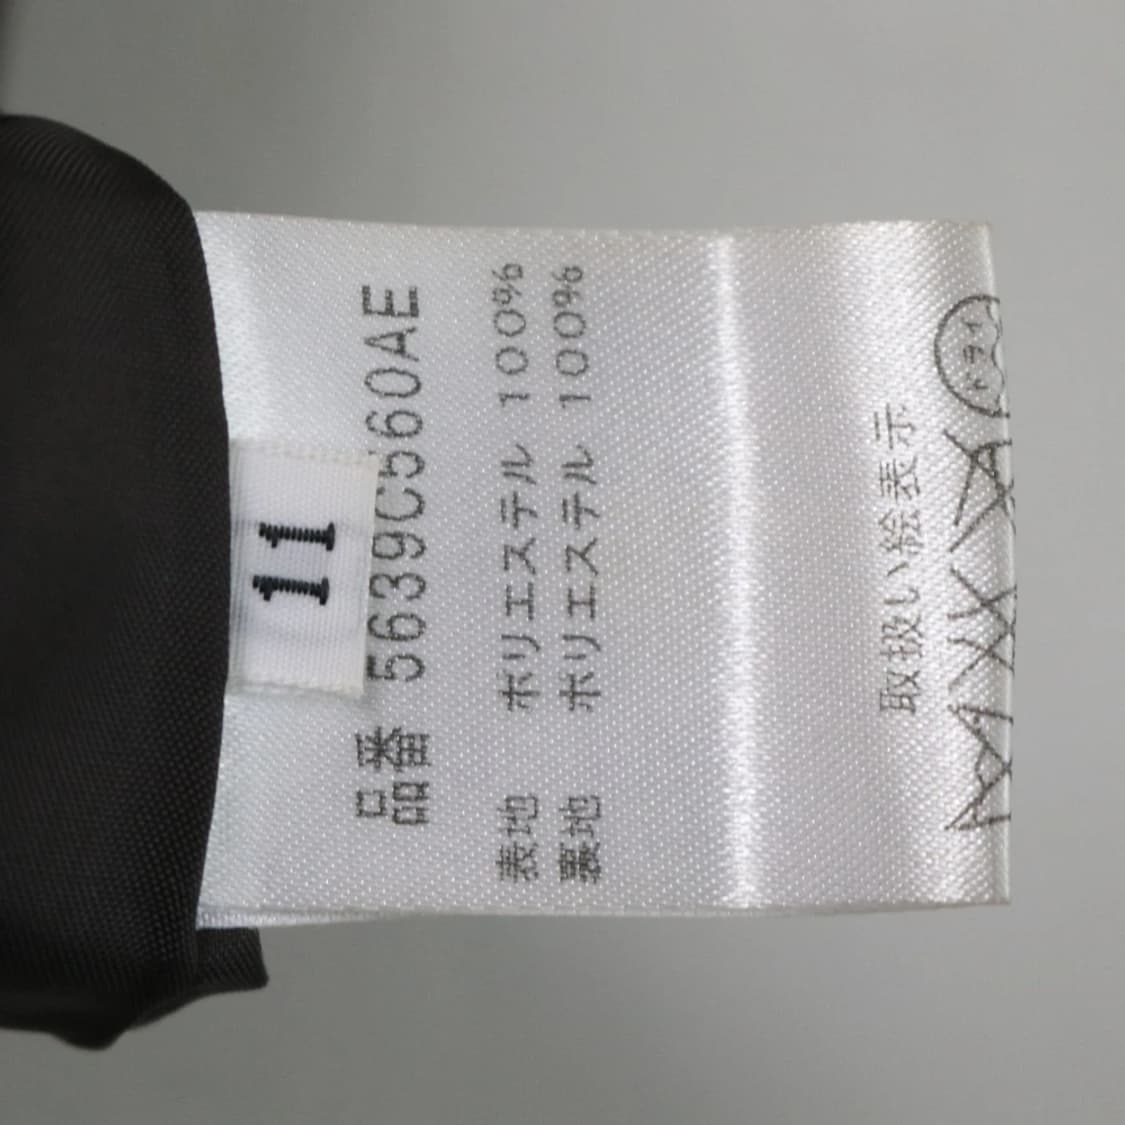 11
品番 5639C560AE
表地 ポリエステル 100%
裏地 ポリエステル 100%
取扱い絵表示
ドライ